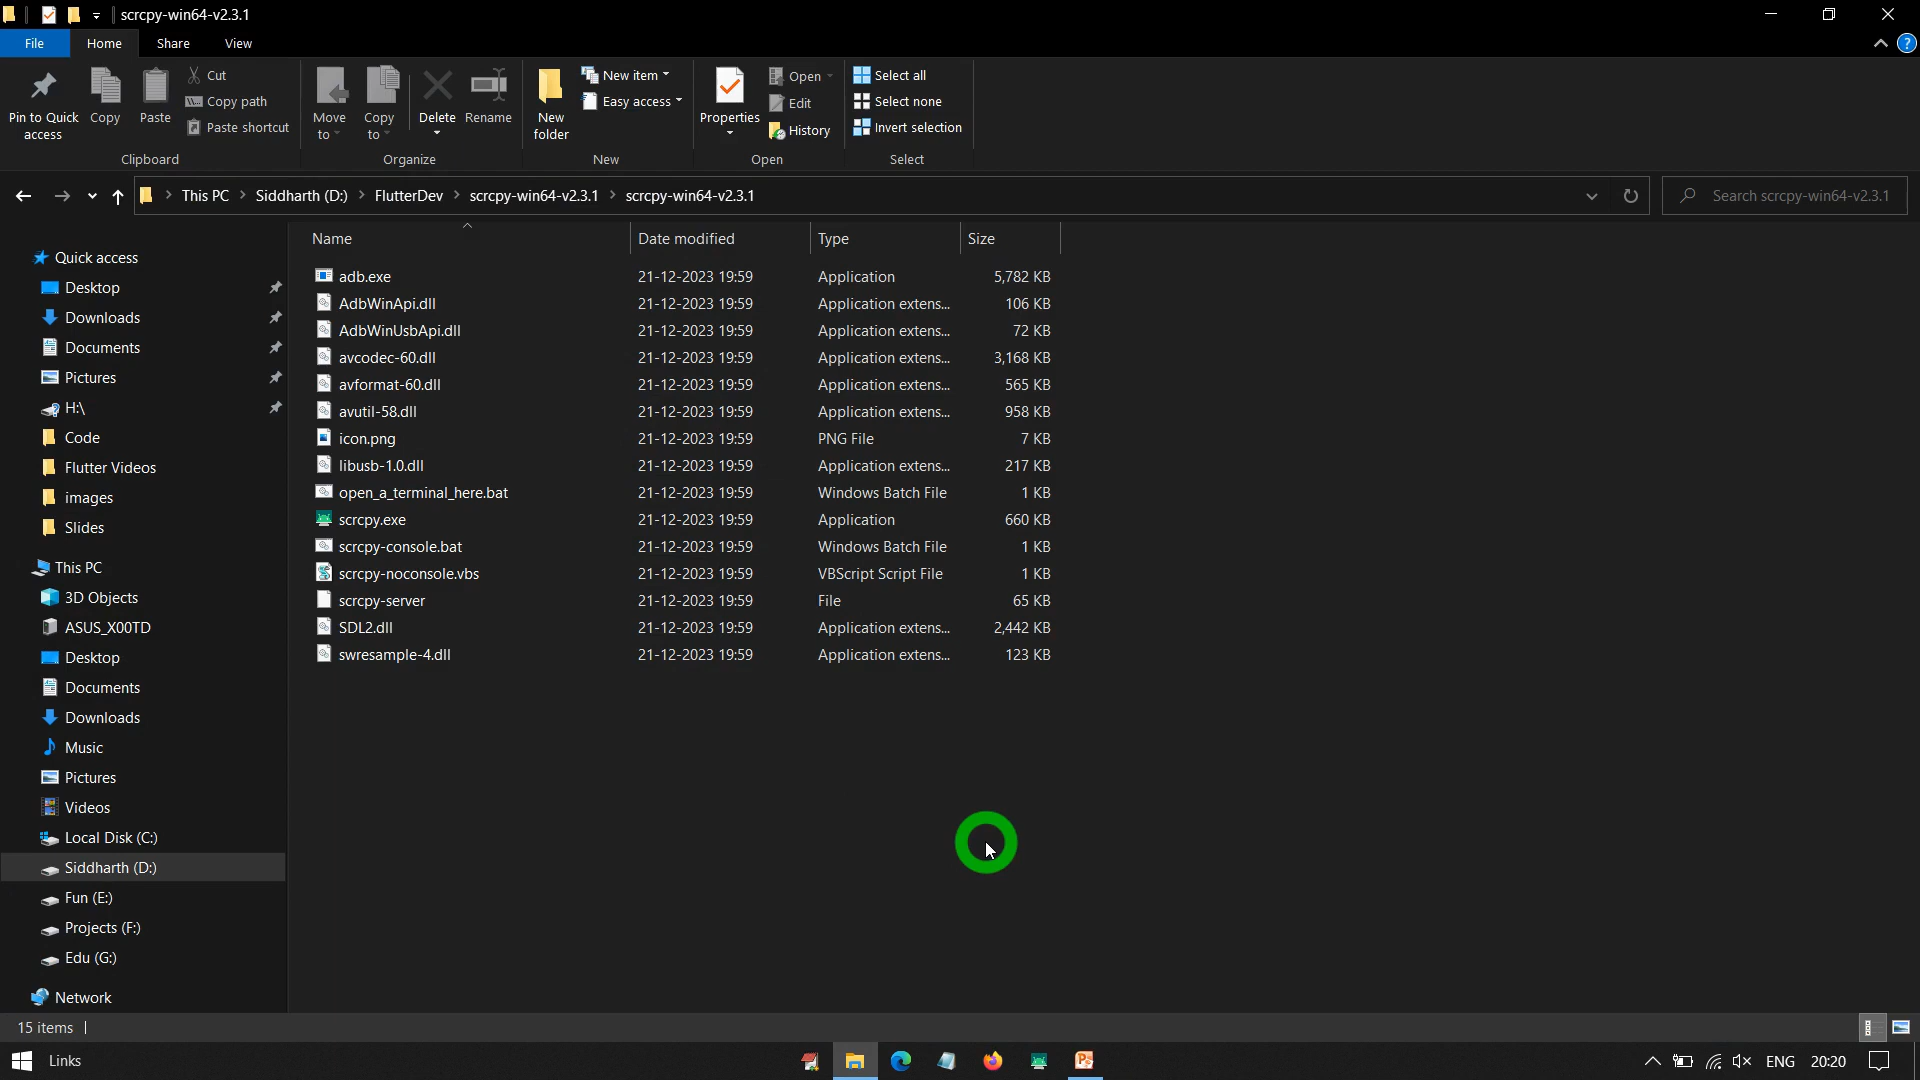 scrcpy-win64-v2.3.1
File Home Share View
Pin to Quick access
Copy
Paste
Cut
Copy path
Paste shortcut
Clipboard
Move to
Copy to
Delete
Rename
Organize
New folder
New item
Easy access
New
Properties
Open
Edit
History
Open
Select all
Select none
Invert selection
Select
This PC Siddharth (D:) FlutterDev scrcpy-win64-v2.3.1 scrcpy-win64-v2.3.1
Search scrcpy-win64-v2.3.1
Quick access
Desktop
Downloads
Documents
Pictures
H:\
Code
Flutter Videos
images
Slides
This PC
3D Objects
ASUS_X00TD
Desktop
Documents
Downloads
Music
Pictures
Videos
Local Disk (C:)
Siddharth (D:)
Fun (E:)
Projects (F:)
Edu (G:)
Network
Name Date modified Type Size
adb.exe 21-12-2023 19:59 Application 5,782 KB
AdbWinApi.dll 21-12-2023 19:59 Application extens... 106 KB
AdbWinUsbApi.dll 21-12-2023 19:59 Application extens... 72 KB
avcodec-60.dll 21-12-2023 19:59 Application extens... 3,168 KB
avformat-60.dll 21-12-2023 19:59 Application extens... 565 KB
avutil-58.dll 21-12-2023 19:59 Application extens... 958 KB
icon.png 21-12-2023 19:59 PNG File 7 KB
libusb-1.0.dll 21-12-2023 19:59 Application extens... 217 KB
open_a_terminal_here.bat 21-12-2023 19:59 Windows Batch File 1 KB
scrcpy.exe 21-12-2023 19:59 Application 660 KB
scrcpy-console.bat 21-12-2023 19:59 Windows Batch File 1 KB
scrcpy-noconsole.vbs 21-12-2023 19:59 VBScript Script File 1 KB
scrcpy-server 21-12-2023 19:59 File 65 KB
SDL2.dll 21-12-2023 19:59 Application extens... 2,442 KB
swresample-4.dll 21-12-2023 19:59 Application extens... 123 KB
15 items
Links
ENG 20:20